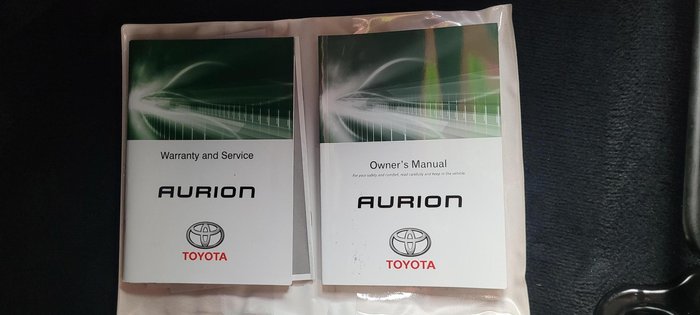 Warranty and Service
AURION
TOYOTA
Owner's Manual
For your safety and comfort, read carefully and keep in the vehicle.
AURION
TOYOTA